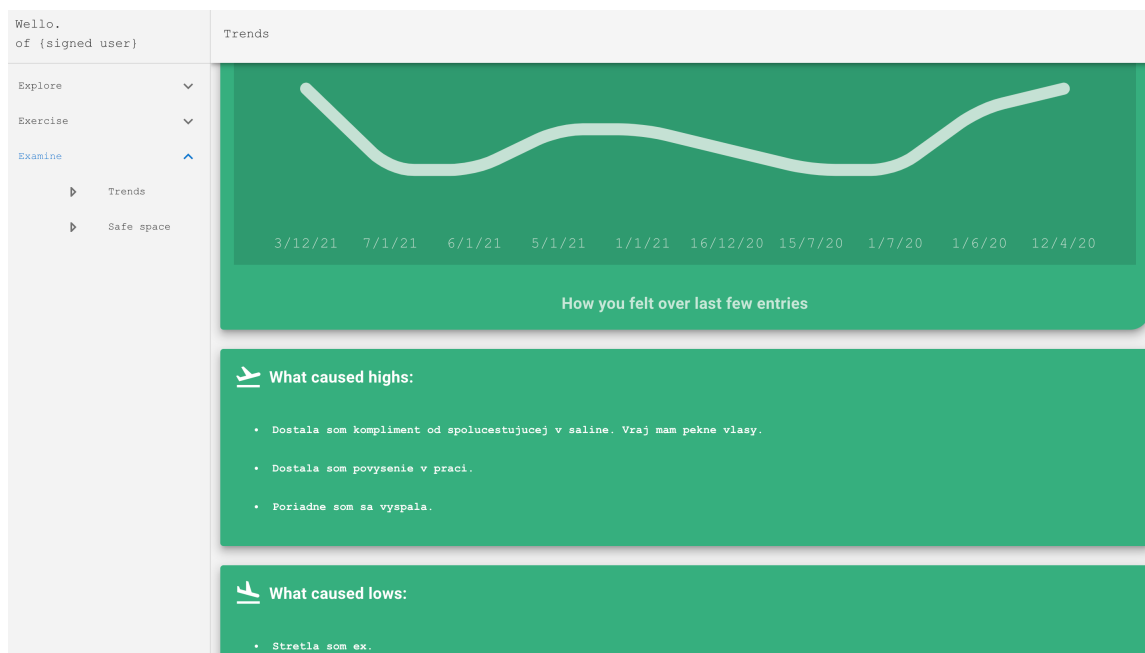 Wello.
of {signed user}
Trends
Explore
Exercise
Examine
Trends
Safe space
3/12/21 7/1/21 6/1/21 5/1/21 1/1/21 16/12/20 15/7/20 1/7/20 1/6/20 12/4/20
How you felt over last few entries
What caused highs:
• Dostala som kompliment od spolucestujucej v saline. Vraj mam pekne vlasy.
• Dostala som povysenie v praci.
• Poriadne som sa vyspala.
What caused lows:
• Stretla som ex.